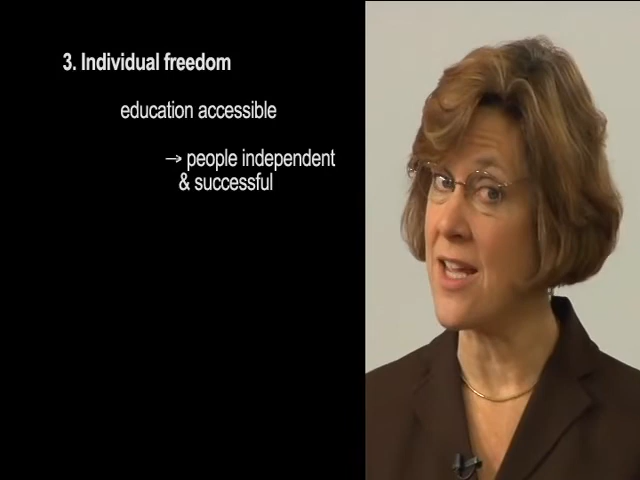 3. Individual freedom
education accessible
→ people independent
& successful